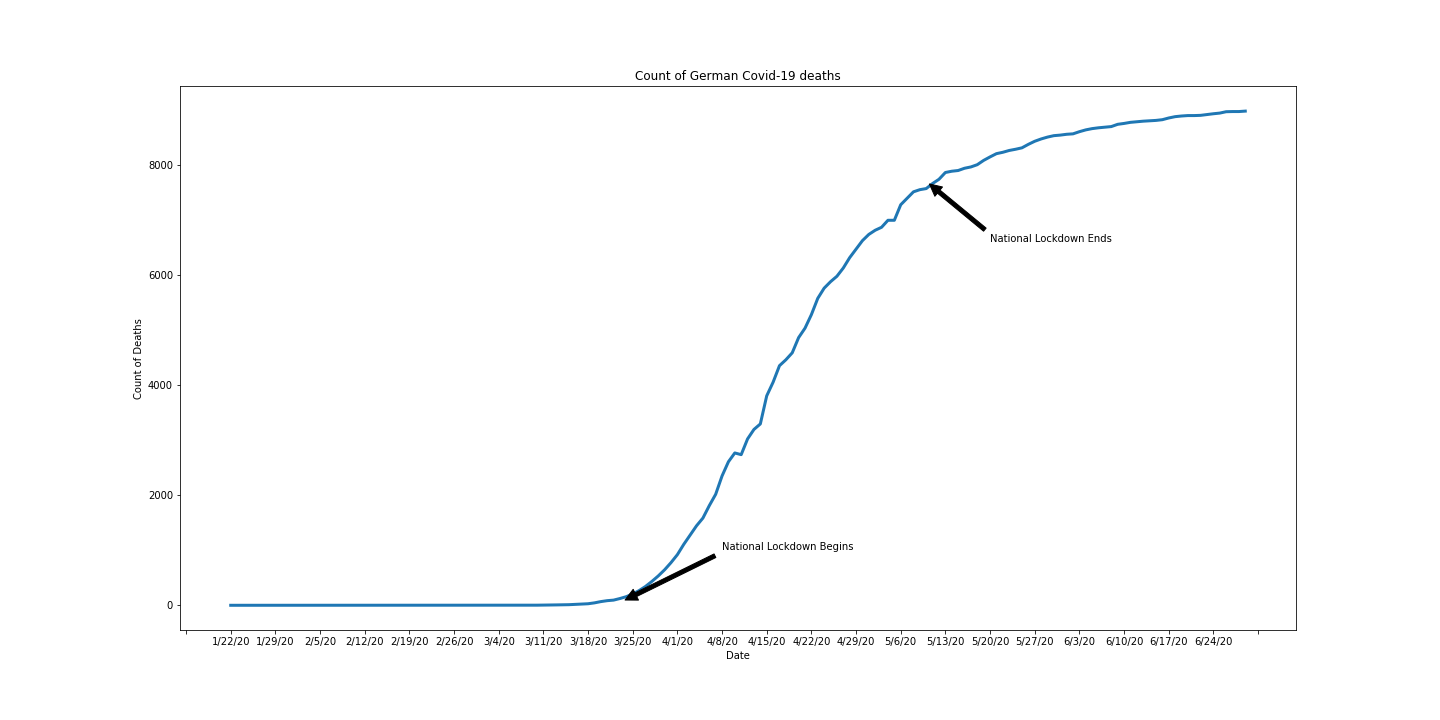 Count of German Covid-19 deaths
8000
6000
4000
2000
0
Count of Deaths
National Lockdown Ends
National Lockdown Begins
1/22/20 1/29/20 2/5/20 2/12/20 2/19/20 2/26/20 3/4/20 3/11/20 3/18/20 3/25/20 4/1/20 4/8/20 4/15/20 4/22/20 4/29/20 5/6/20 5/13/20 5/20/20 5/27/20 6/3/20 6/10/20 6/17/20 6/24/20
Date